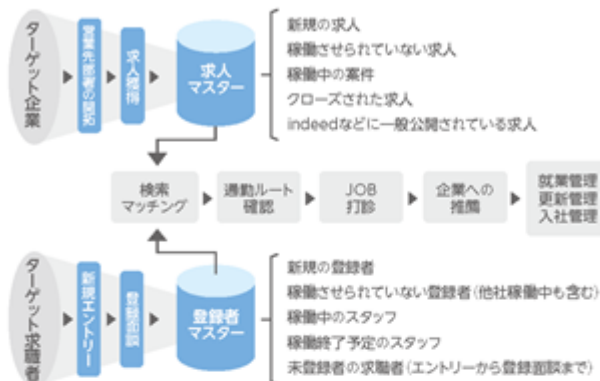 ターゲット企業
営業先部署の開拓
求人獲得
求人
マスター
新規の求人
稼働させられていない求人
稼働中の案件
クローズされた求人
indeedなどに一般公開されている求人
検索
マッチング
通勤ルート
確認
JOB
打診
企業への
推薦
就業管理
更新管理
入社管理
ターゲット求職者
新規エントリー
登録面談
登録者
マスター
新規の登録者
稼働させられていない登録者(他社稼働中も含む)
稼働中のスタッフ
稼働終了予定のスタッフ
未登録者の求職者(エントリーから登録面談まで)